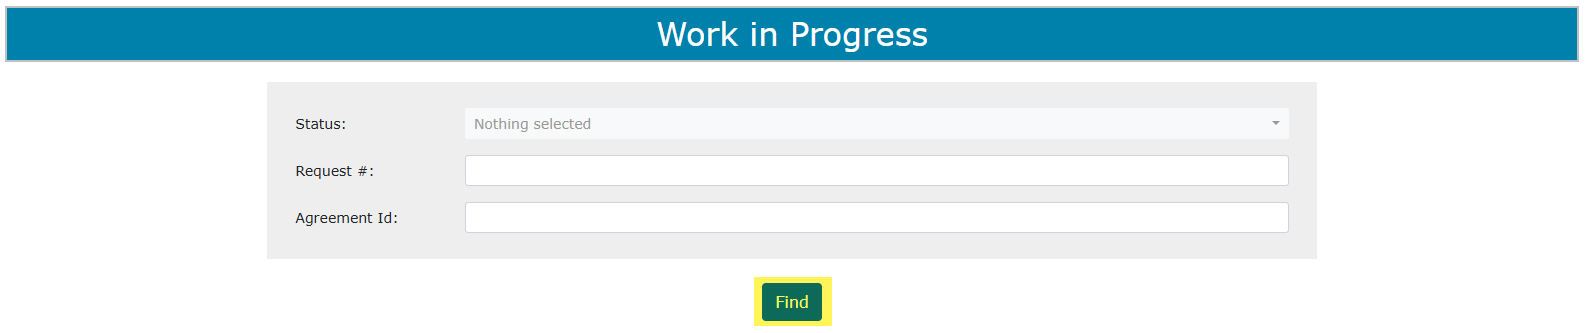 Work in Progress
Status: Nothing selected
Request #:
Agreement Id:
Find